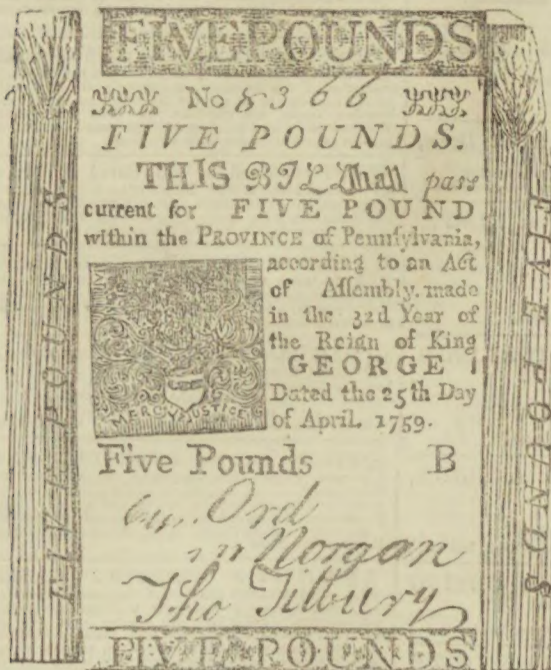 FIVE POUNDS
No 8366
FIVE POUNDS.
THIS BILL ſhall paſs
current for FIVE POUND
within the PROVINCE of Pennſylvania,
according to an Act
of Aſſembly. made
in the 32d Year of
the Reign of King
GEORGE I
Dated the 25th Day
of April. 1759.
MERCY JUSTICE
Five Pounds B
Ord
Morgan
Tho Tilbury
FIVE POUNDS
FIVE POUNDS.
FIVE POUNDS